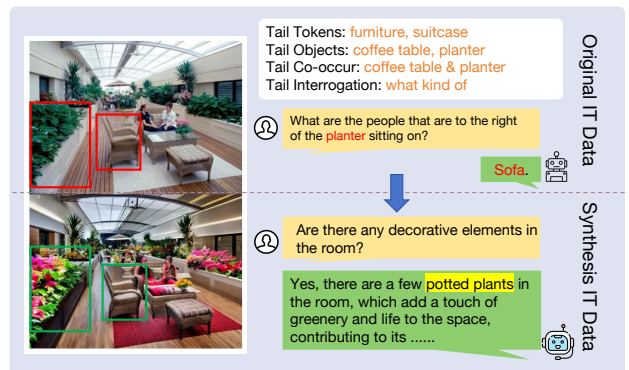 Tail Tokens: furniture, suitcase
Tail Objects: coffee table, planter
Tail Co-occur: coffee table & planter
Tail Interrogation: what kind of
What are the people that are to the right
of the planter sitting on?
Sofa.
Original IT Data
Are there any decorative elements in
the room?
Yes, there are a few potted plants in
the room, which add a touch of
greenery and life to the space,
contributing to its ......
Synthesis IT Data